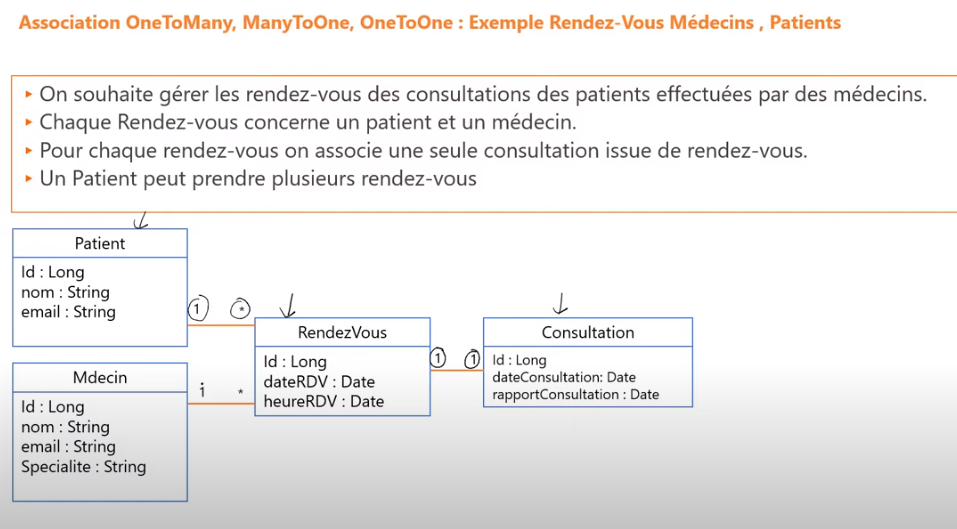 Association OneToMany, ManyToOne, OneToOne : Exemple Rendez-Vous Médecins , Patients
On souhaite gérer les rendez-vous des consultations des patients effectuées par des médecins.
Chaque Rendez-vous concerne un patient et un médecin.
Pour chaque rendez-vous on associe une seule consultation issue de rendez-vous.
Un Patient peut prendre plusieurs rendez-vous
Patient
Id : Long
nom : String
email : String
1 *
RendezVous
Id : Long
dateRDV : Date
heureRDV : Date
1 1
Consultation
Id : Long
dateConsultation: Date
rapportConsultation : Date
Mdecin
Id : Long
nom : String
email : String
Specialite : String
1 *